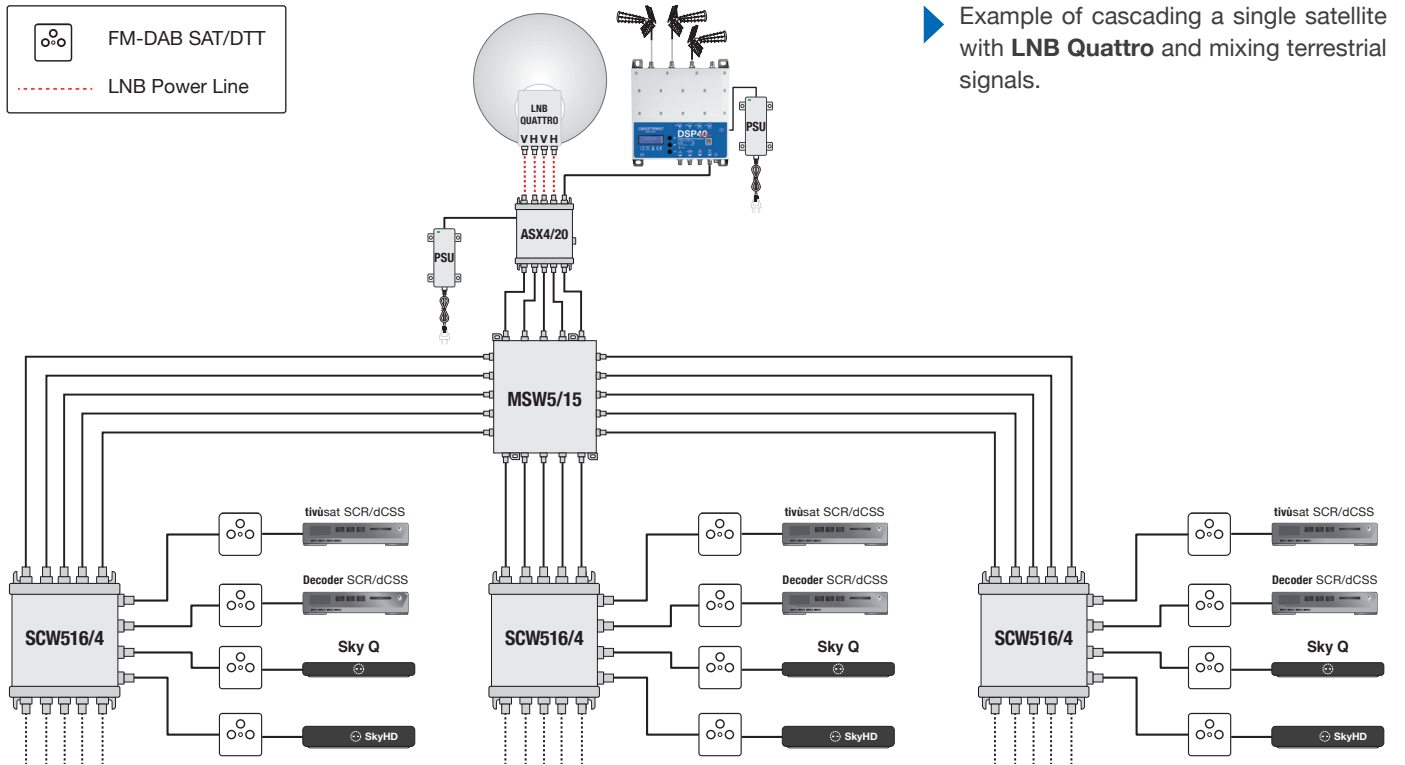 FM-DAB SAT/DTT
LNB Power Line
Example of cascading a single satellite
with LNB Quattro and mixing terrestrial
signals.
LNB
QUATTRO
V H V H
DSP40
PSU
ASX4/20
PSU
MSW5/15
SCW516/4
tivùsat SCR/dCSS
Decoder SCR/dCSS
Sky Q
SkyHD
SCW516/4
tivùsat SCR/dCSS
Decoder SCR/dCSS
Sky Q
SkyHD
SCW516/4
tivùsat SCR/dCSS
Decoder SCR/dCSS
Sky Q
SkyHD